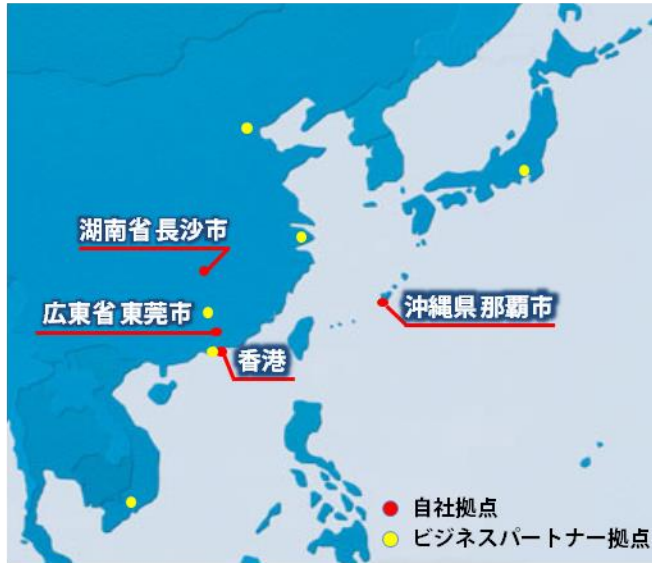 湖南省 長沙市
広東省 東莞市
沖縄県 那覇市
香港
自社拠点
ビジネスパートナー拠点